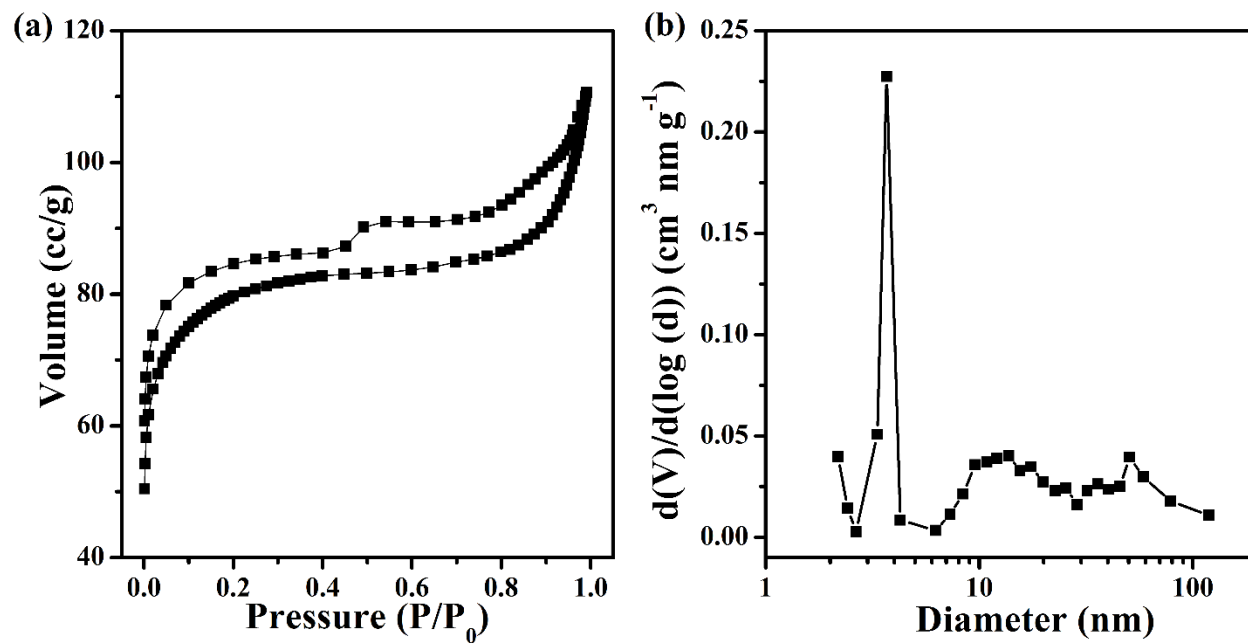 (a)
120
100
80
60
40
Volume (cc/g)
0.0 0.2 0.4 0.6 0.8 1.0
Pressure (P/P₀)
(b)
0.25
0.20
0.15
0.10
0.05
0.00
d(V)/d(log (d)) (cm³ nm g⁻¹)
1 10 100
Diameter (nm)